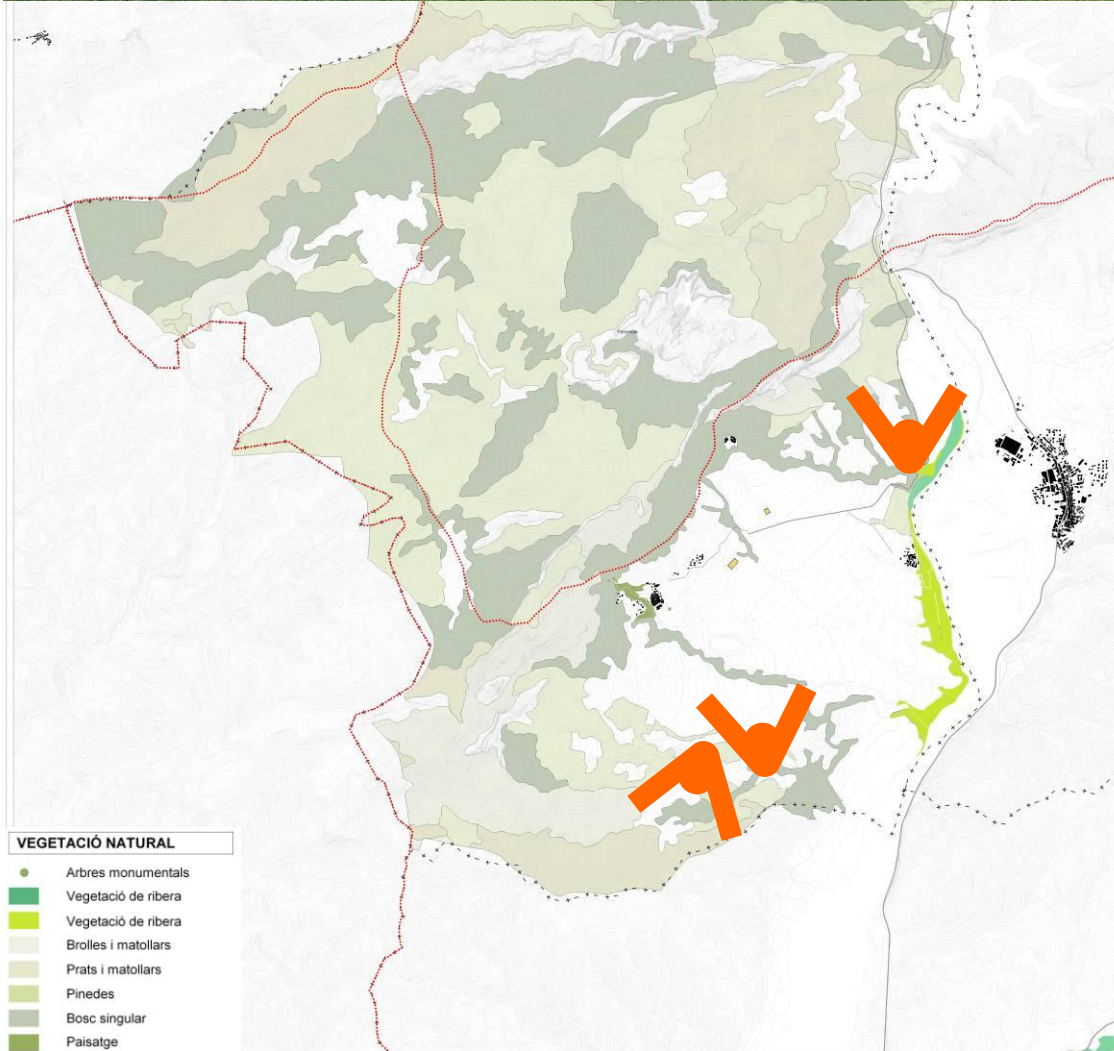 VEGETACIÓ NATURAL
Arbres monumentals
Vegetació de ribera
Vegetació de ribera
Brolles i matollars
Prats i matollars
Pinedes
Bosc singular
Paisatge